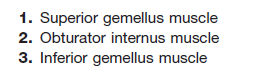 1. Superior gemellus muscle
2. Obturator internus muscle
3. Inferior gemellus muscle